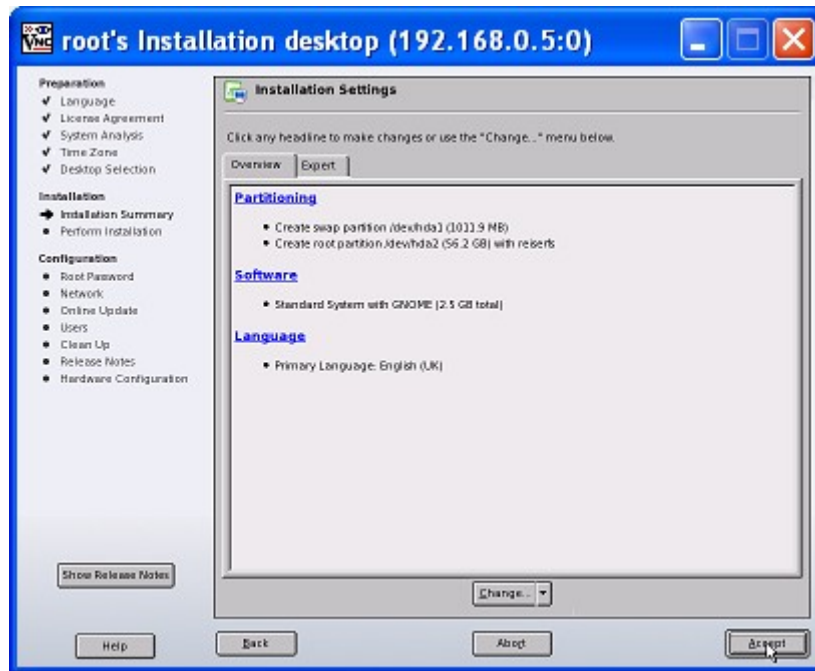 root's Installation desktop (192.168.0.5:0)
Preparation
Language
License Agreement
System Analysis
Time Zone
Desktop Selection
Installation
Installation Summary
Perform Installation
Configuration
Root Password
Network
Online Update
Users
Clean Up
Release Notes
Hardware Configuration
Show Release Notes
Help
Installation Settings
Click any headline to make changes or use the "Change..." menu below.
Overview
Expert
Partitioning
Create swap partition /dev/hda1 (1011.9 MB)
Create root partition /dev/hda2 (56.2 GB) with reiserfs
Software
Standard System with GNOME (2.5 GB total)
Language
Primary Language: English (UK)
Change...
Back
Abort
Accept